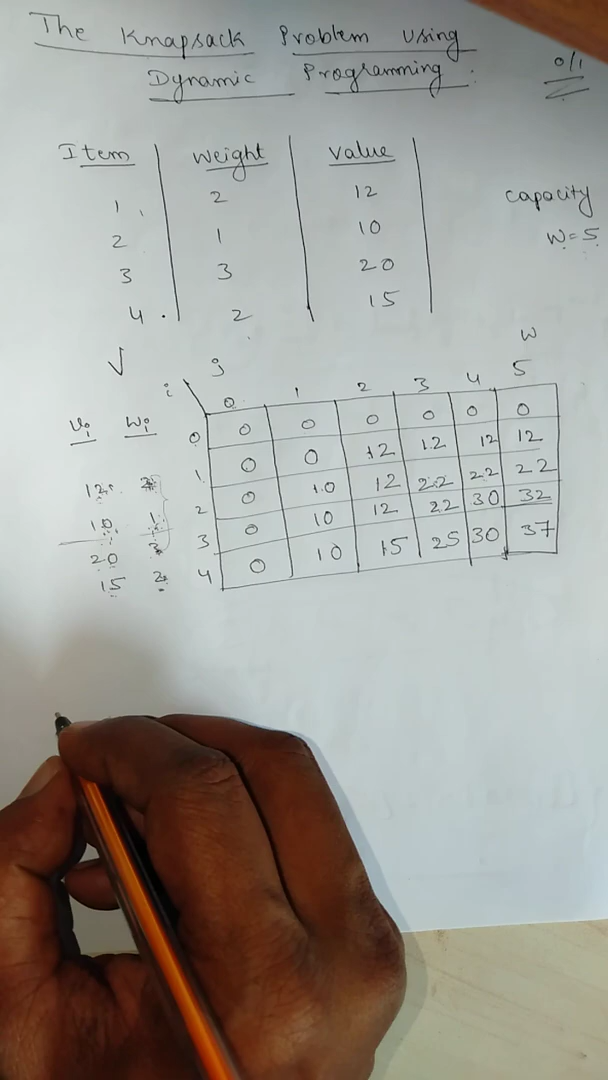 The Knapsack Problem using
Dynamic Programming :
0/1
Item weight value
1 2 12
2 1 10
3 3 20
4 . 2 15
capacity
W=5
W
j
i
0 1 2 3 4 5
vi wi
0 0 0 0 0 0 0
12 2 1 0 0 12 12 12 12
10 1 2 0 10 12 22 22 22
20 3 3 0 10 12 22 30 32
15 2 4 0 10 15 25 30 37